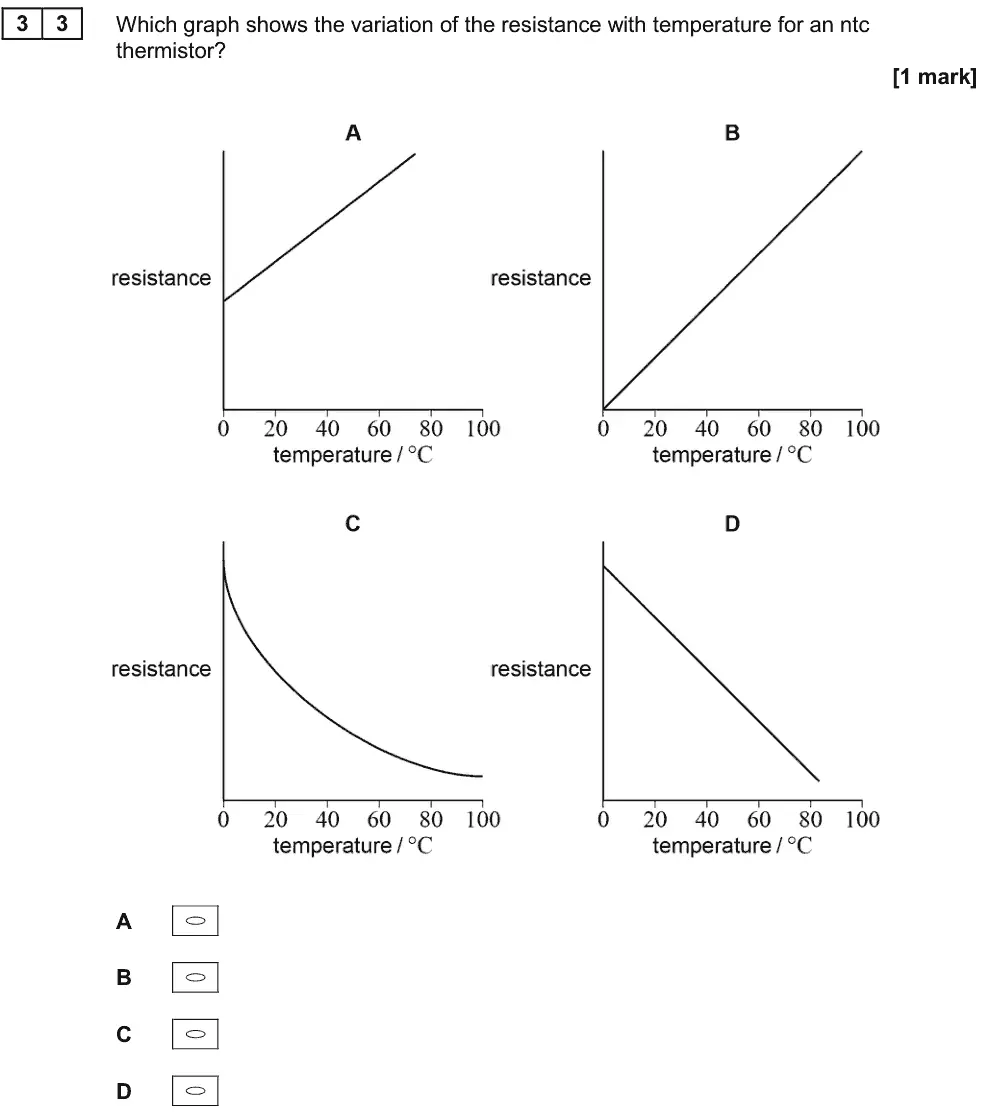 3 3 Which graph shows the variation of the resistance with temperature for an ntc
thermistor?
[1 mark]
A B
resistance resistance
0 20 40 60 80 100 0 20 40 60 80 100
temperature / °C temperature / °C
C D
resistance resistance
0 20 40 60 80 100 0 20 40 60 80 100
temperature / °C temperature / °C
A
B
C
D